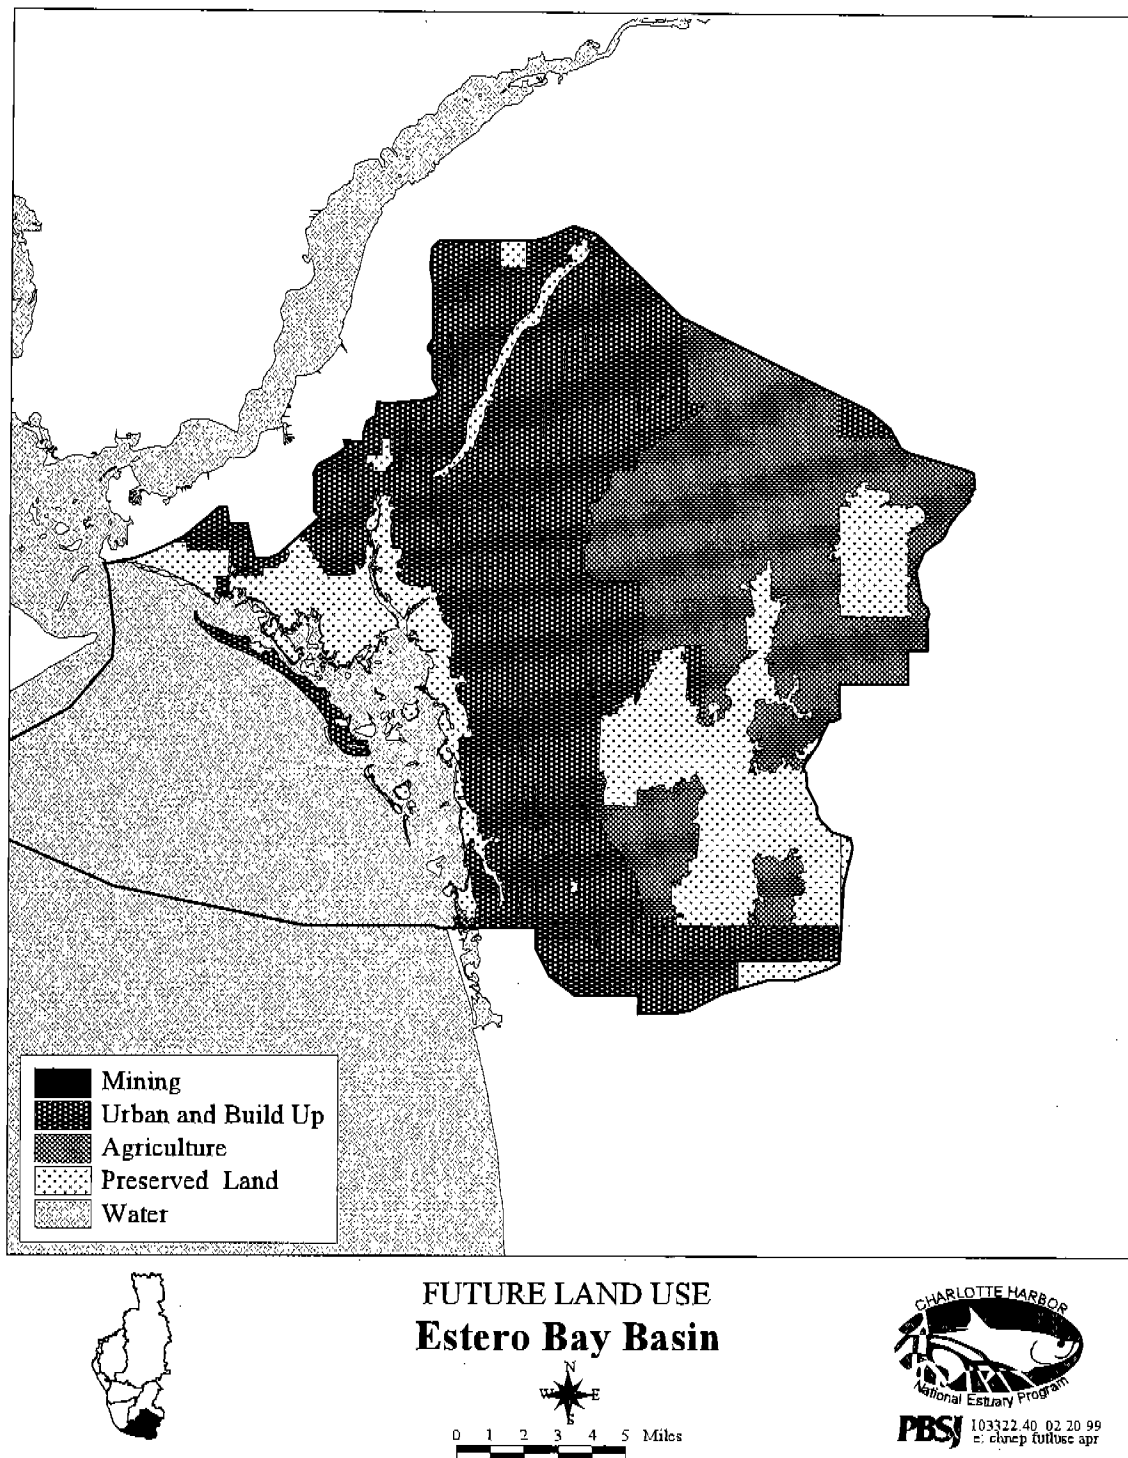 Mining
Urban and Build Up
Agriculture
Preserved Land
Water
FUTURE LAND USE
Estero Bay Basin
N
W E
S
0 1 2 3 4 5 Miles
CHARLOTTE HARBOR
National Estuary Program
PBSJ
103322.40 02 20 99
e: chnep futluse apr